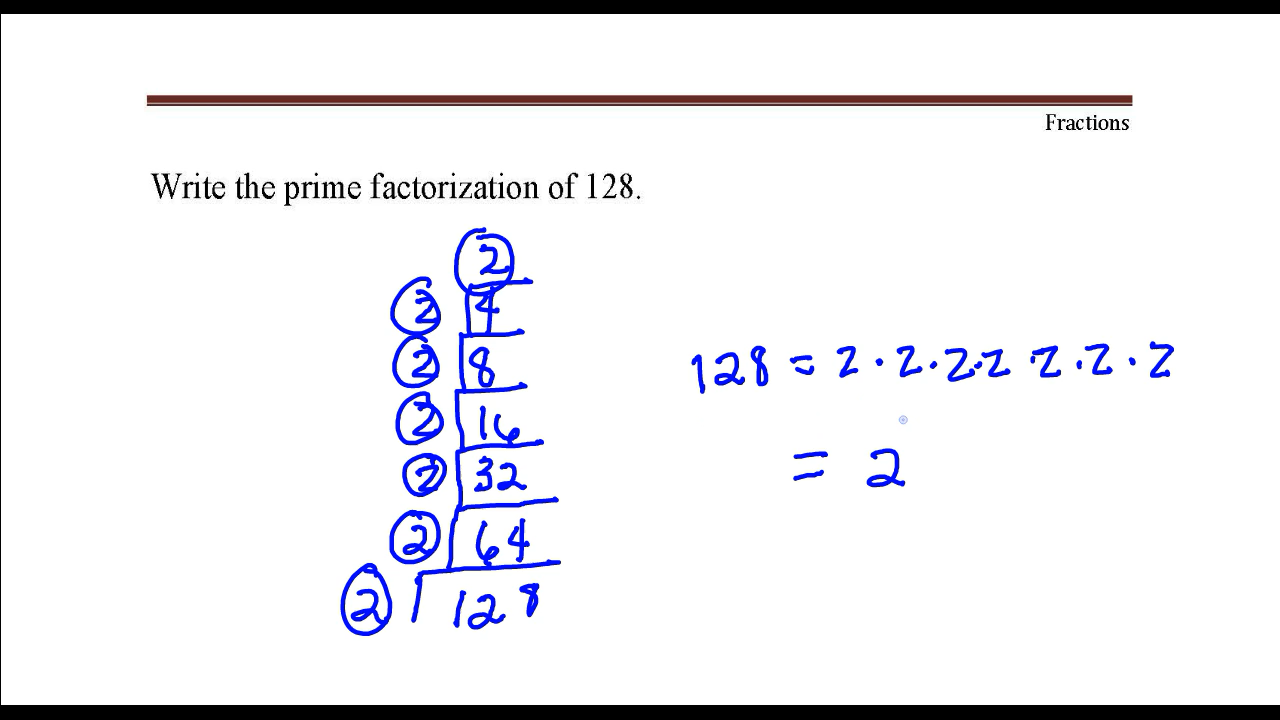 Fractions
Write the prime factorization of 128.
2
2 4
2 8
2 16
2 32
2 64
2 128
128 = 2 · 2 · 2 · 2 · 2 · 2 · 2
= 2